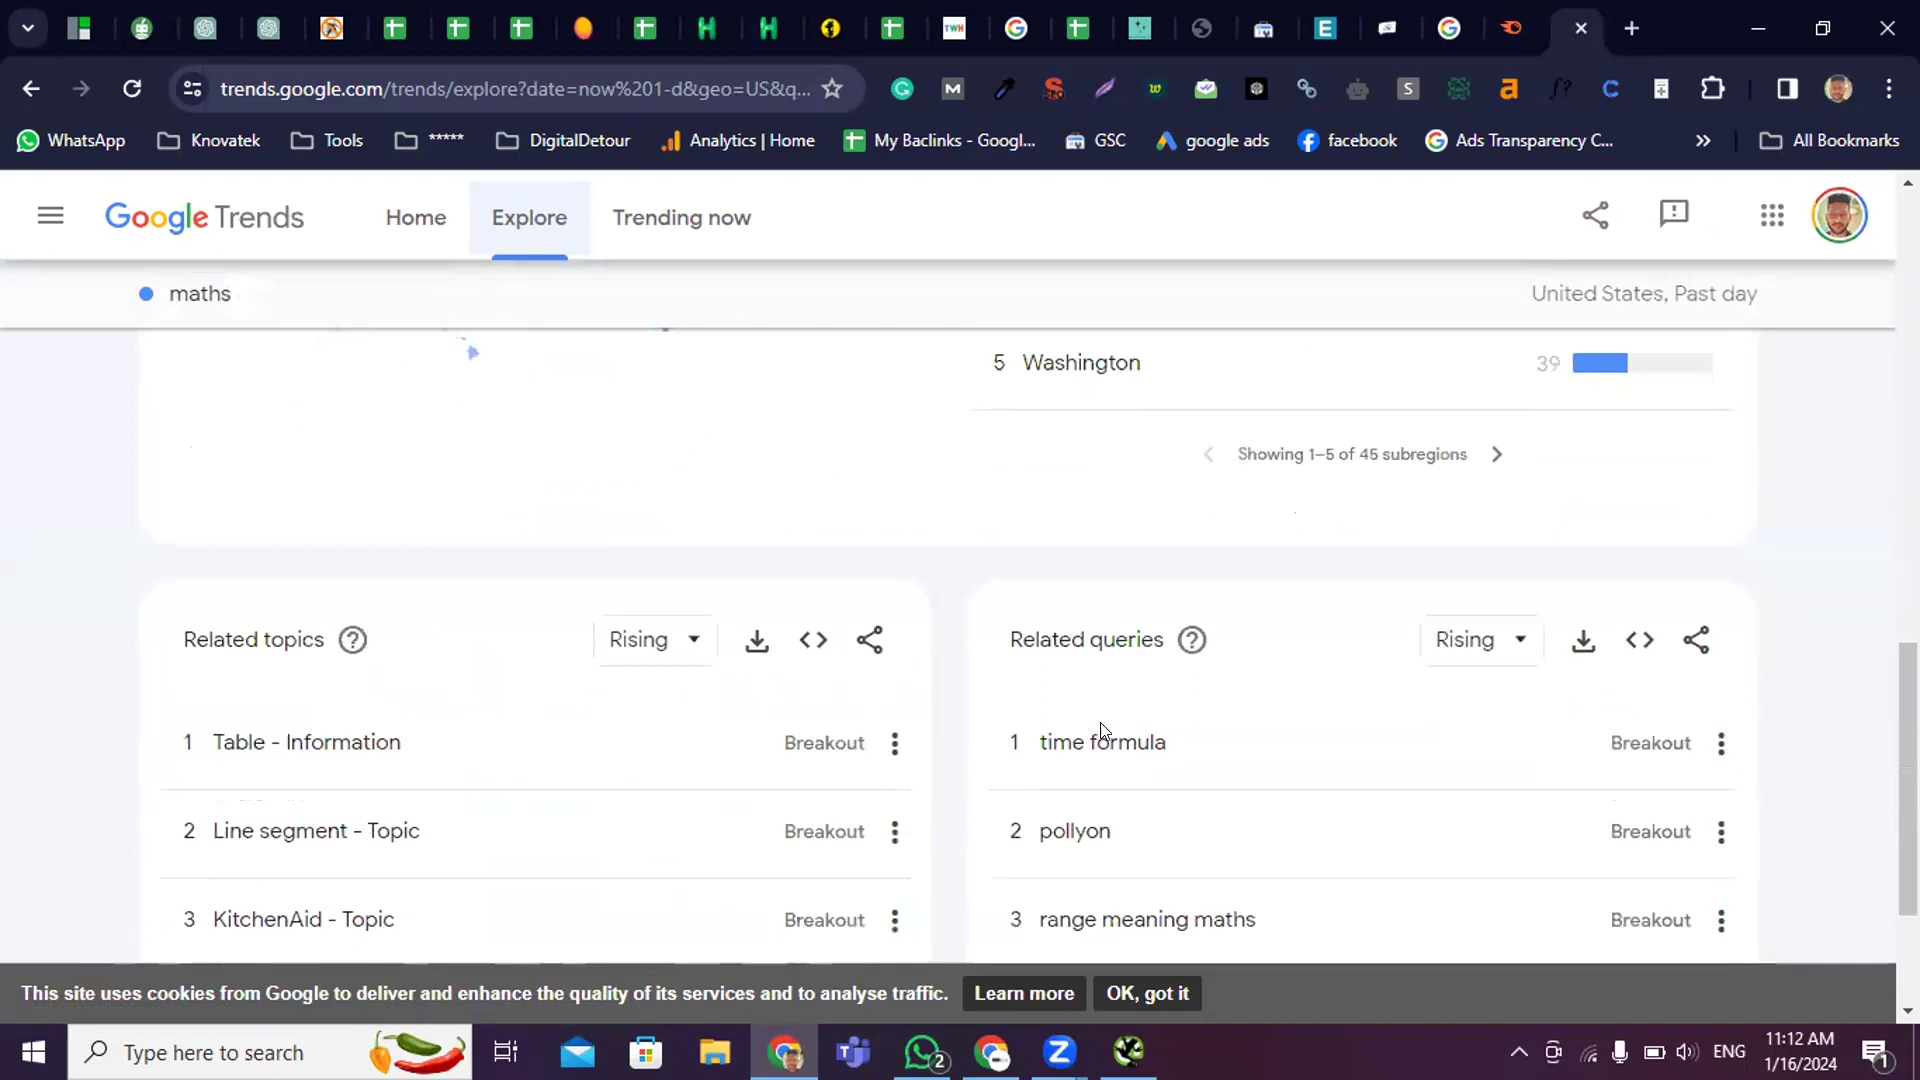 trends.google.com/trends/explore?date=now%201-d&geo=US&q...
WhatsApp
Knovatek
Tools
*****
DigitalDetour
Analytics | Home
My Baclinks - Googl...
GSC
google ads
facebook
Ads Transparency C...
All Bookmarks
Google Trends
Home
Explore
Trending now
maths
United States, Past day
5 Washington 39
Showing 1–5 of 45 subregions
Related topics
Rising
1 Table - Information Breakout
2 Line segment - Topic Breakout
3 KitchenAid - Topic Breakout
Related queries
Rising
1 time formula Breakout
2 pollyon Breakout
3 range meaning maths Breakout
This site uses cookies from Google to deliver and enhance the quality of its services and to analyse traffic.
Learn more
OK, got it
Type here to search
2
ENG
11:12 AM
1/16/2024
1